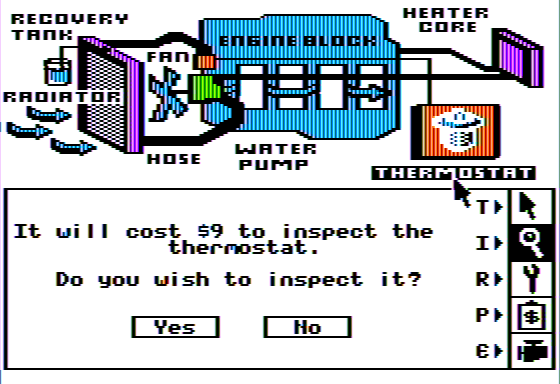 RECOVERY
TANK
HEATER
CORE
ENGINE BLOCK
FAN
RADIATOR
HOSE
WATER
PUMP
THERMOSTAT
It will cost $9 to inspect the
thermostat.
Do you wish to inspect it?
Yes No
T
I
R
P
$
E